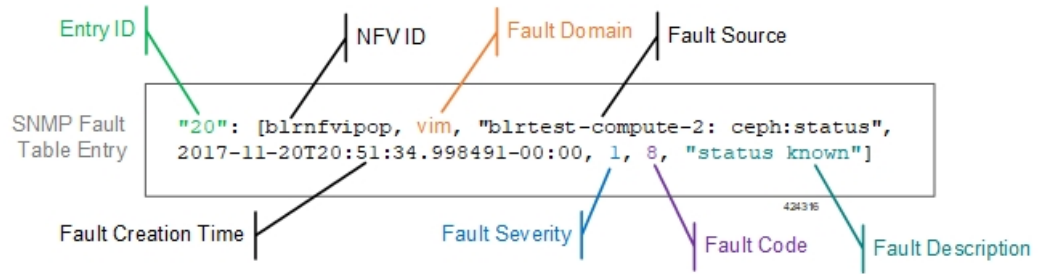 Entry ID
NFV ID
Fault Domain
Fault Source
SNMP Fault
Table Entry
"20": [blrnfvipop, vim, "blrtest-compute-2: ceph:status",
2017-11-20T20:51:34.998491-00:00, 1, 8, "status known"]
424316
Fault Creation Time
Fault Severity
Fault Code
Fault Description